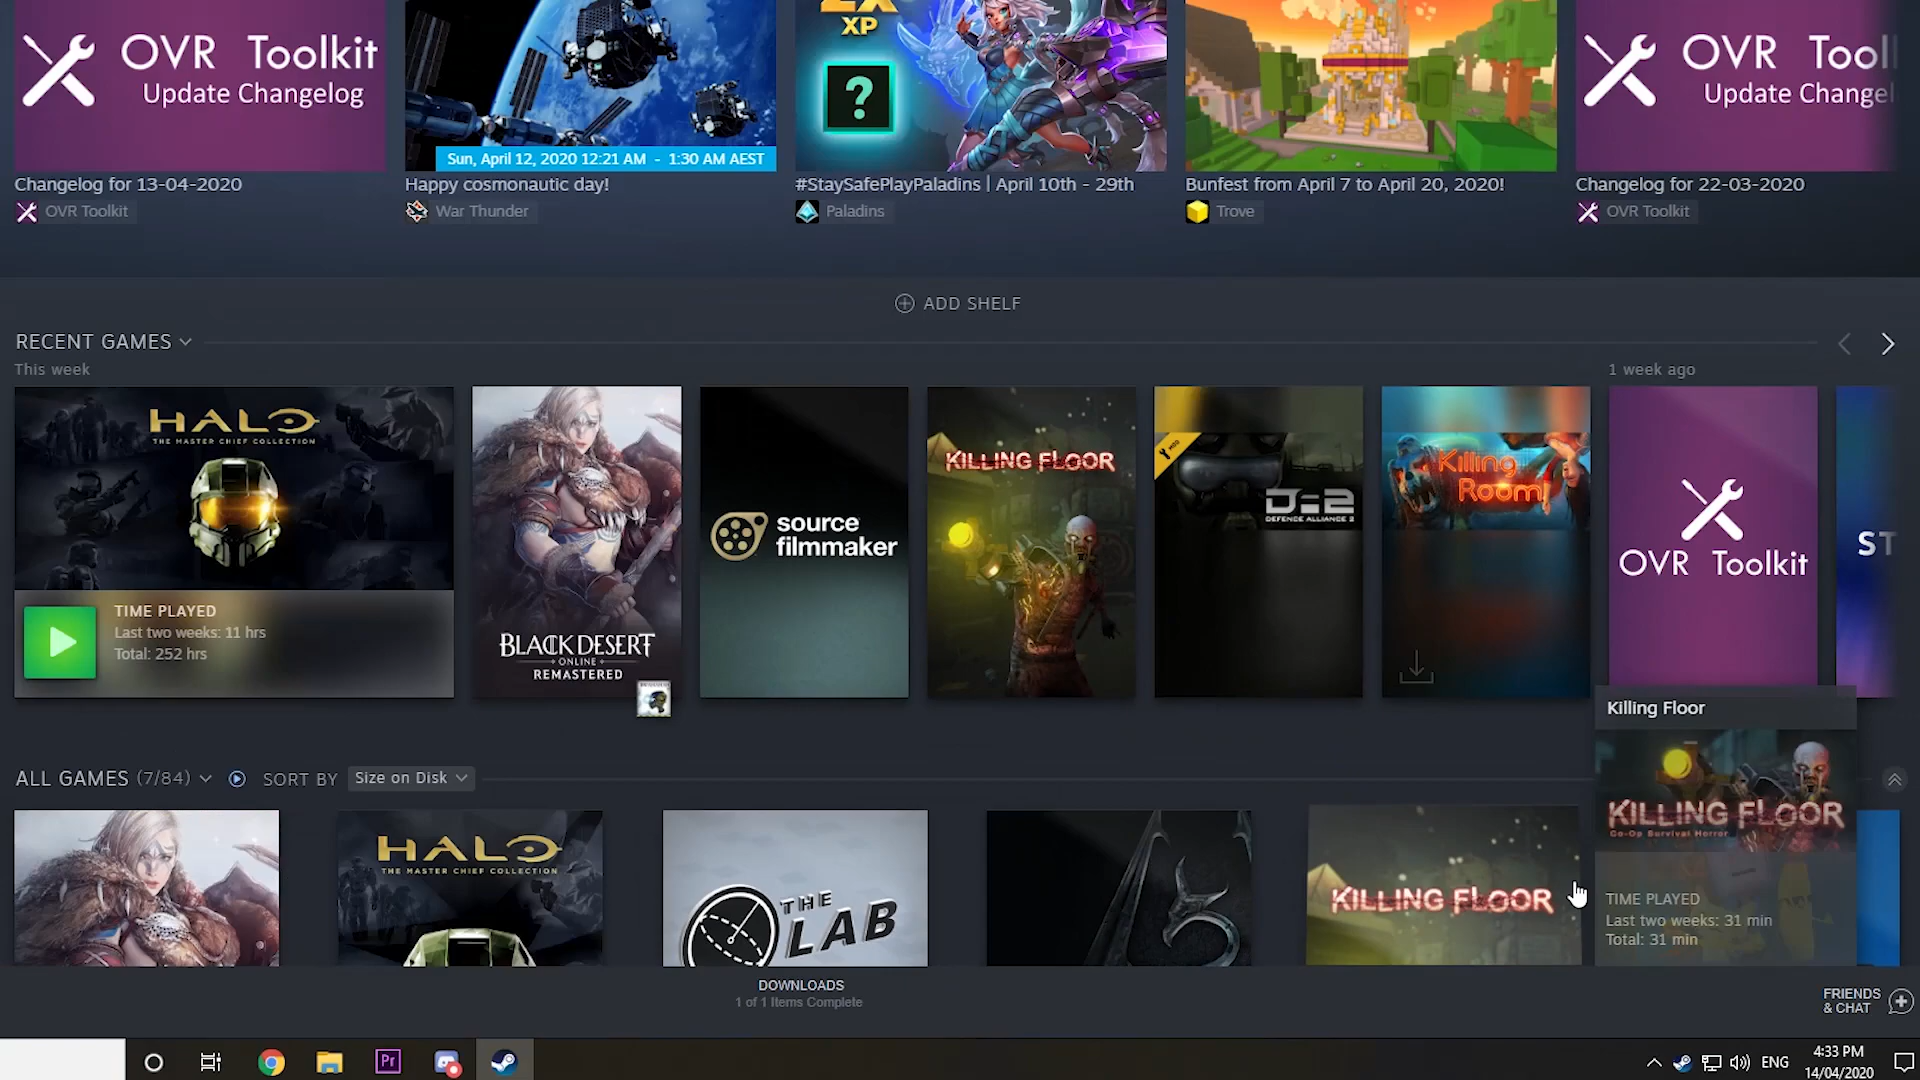 OVR Toolkit
Update Changelog
Sun, April 12, 2020 12:21 AM - 1:30 AM AEST
2X
XP
?
OVR Tool
Update Changel
Changelog for 13-04-2020
OVR Toolkit
Happy cosmonautic day!
War Thunder
#StaySafePlayPaladins | April 10th - 29th
Paladins
Bunfest from April 7 to April 20, 2020!
Trove
Changelog for 22-03-2020
OVR Toolkit
ADD SHELF
RECENT GAMES
This week
1 week ago
HALO
THE MASTER CHIEF COLLECTION
TIME PLAYED
Last two weeks: 11 hrs
Total: 252 hrs
BLACK DESERT
ONLINE
REMASTERED
source
filmmaker
KILLING FLOOR
MOD
D=2
DEFENCE ALLIANCE 2
Killing
Room
OVR Toolkit
ST
Killing Floor
KILLING FLOOR
Co-Op Survival Horror
TIME PLAYED
Last two weeks: 31 min
Total: 31 min
ALL GAMES (7/84)
SORT BY Size on Disk
HALO
THE MASTER CHIEF COLLECTION
THE
LAB
KILLING FLOOR
DOWNLOADS
1 of 1 Items Complete
FRIENDS
& CHAT
Pr
ENG
4:33 PM
14/04/2020